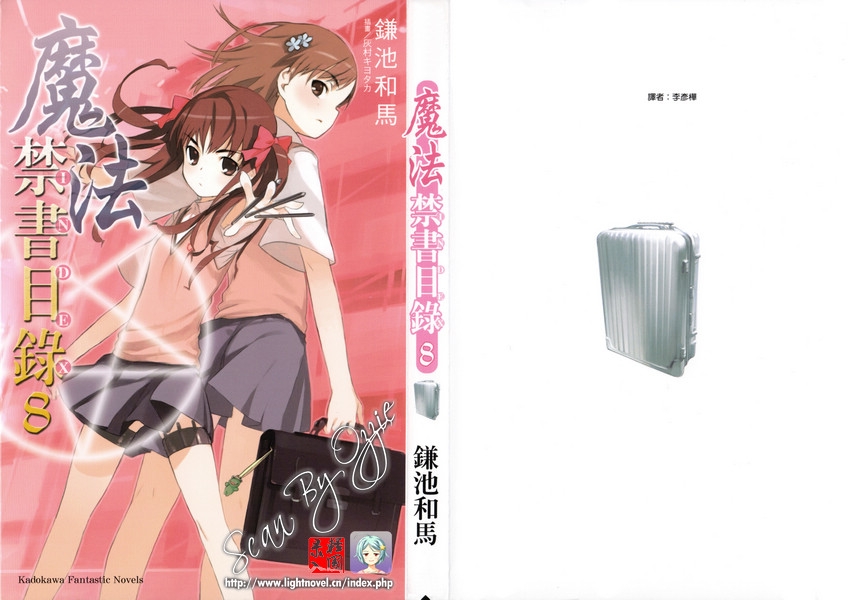 魔法
禁書目錄
INDEX
8
鎌池和馬
插畫／灰村キヨタカ
Kadokawa Fantastic Novels
Scan By Ozzie
http://www.lightnovel.cn/index.php
魔法
禁書目錄
INDEX
8
鎌池和馬
譯者：李彥樺